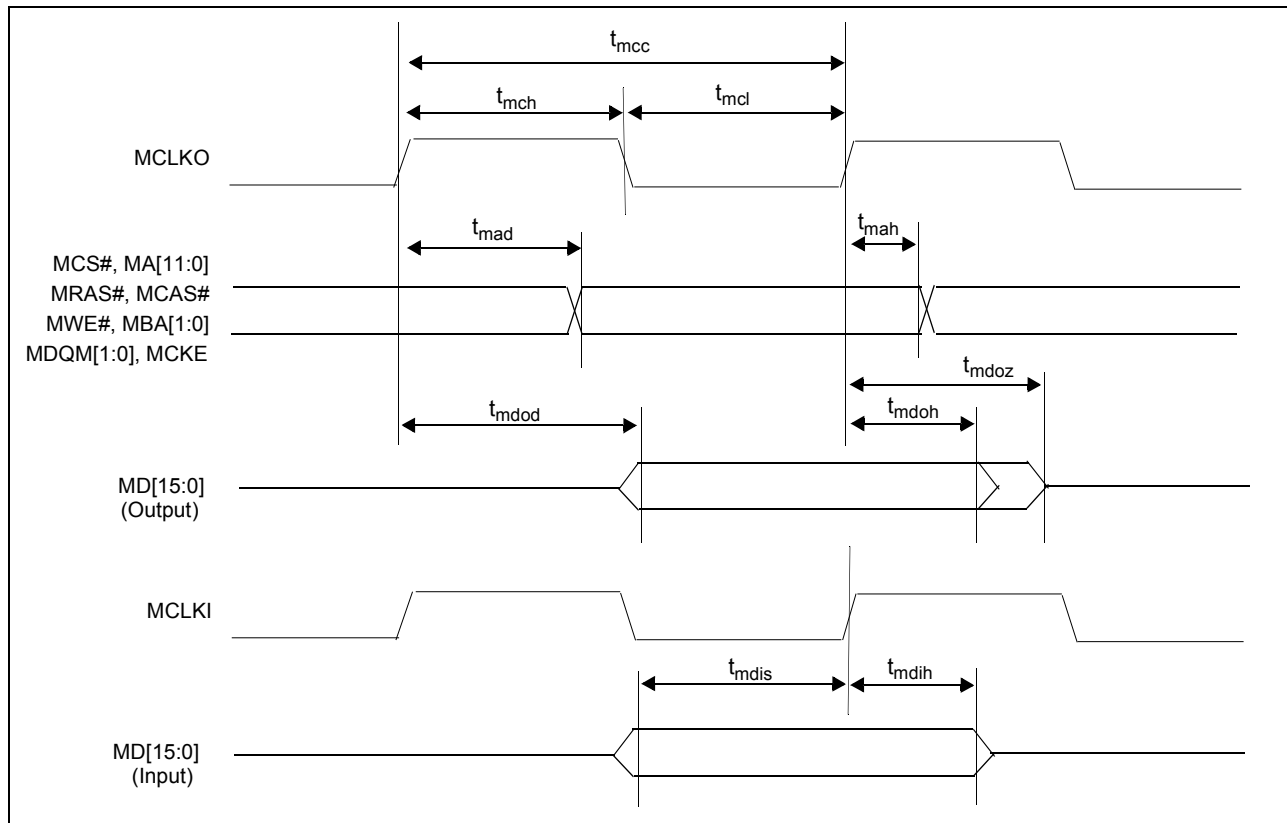 tmcc
tmch
tmcl
MCLKO
tmad
tmah
MCS#, MA[11:0]
MRAS#, MCAS#
MWE#, MBA[1:0]
MDQM[1:0], MCKE
tmdoz
tmdod
tmdoh
MD[15:0]
(Output)
MCLKI
tmdis
tmdih
MD[15:0]
(Input)